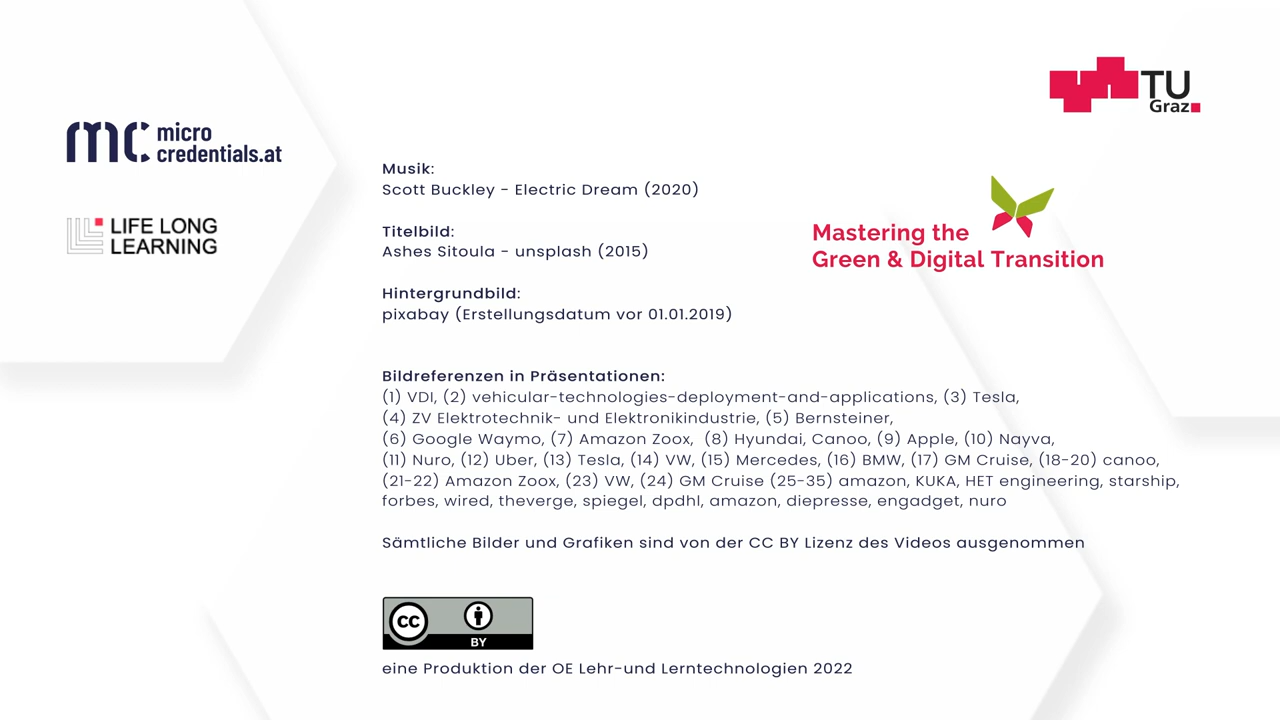 TU
Graz
mc micro
credentials.at
LIFE LONG
LEARNING
Musik:
Scott Buckley - Electric Dream (2020)
Titelbild:
Ashes Sitoula - unsplash (2015)
Mastering the
Green & Digital Transition
Hintergrundbild:
pixabay (Erstellungsdatum vor 01.01.2019)
Bildreferenzen in Präsentationen:
(1) VDI, (2) vehicular-technologies-deployment-and-applications, (3) Tesla,
(4) ZV Elektrotechnik- und Elektronikindustrie, (5) Bernsteiner,
(6) Google Waymo, (7) Amazon Zoox, (8) Hyundai, Canoo, (9) Apple, (10) Nayva,
(11) Nuro, (12) Uber, (13) Tesla, (14) VW, (15) Mercedes, (16) BMW, (17) GM Cruise, (18-20) canoo,
(21-22) Amazon Zoox, (23) VW, (24) GM Cruise (25-35) amazon, KUKA, HET engineering, starship,
forbes, wired, theverge, spiegel, dpdhl, amazon, diepresse, engadget, nuro
Sämtliche Bilder und Grafiken sind von der CC BY Lizenz des Videos ausgenommen
cc
BY
eine Produktion der OE Lehr-und Lerntechnologien 2022